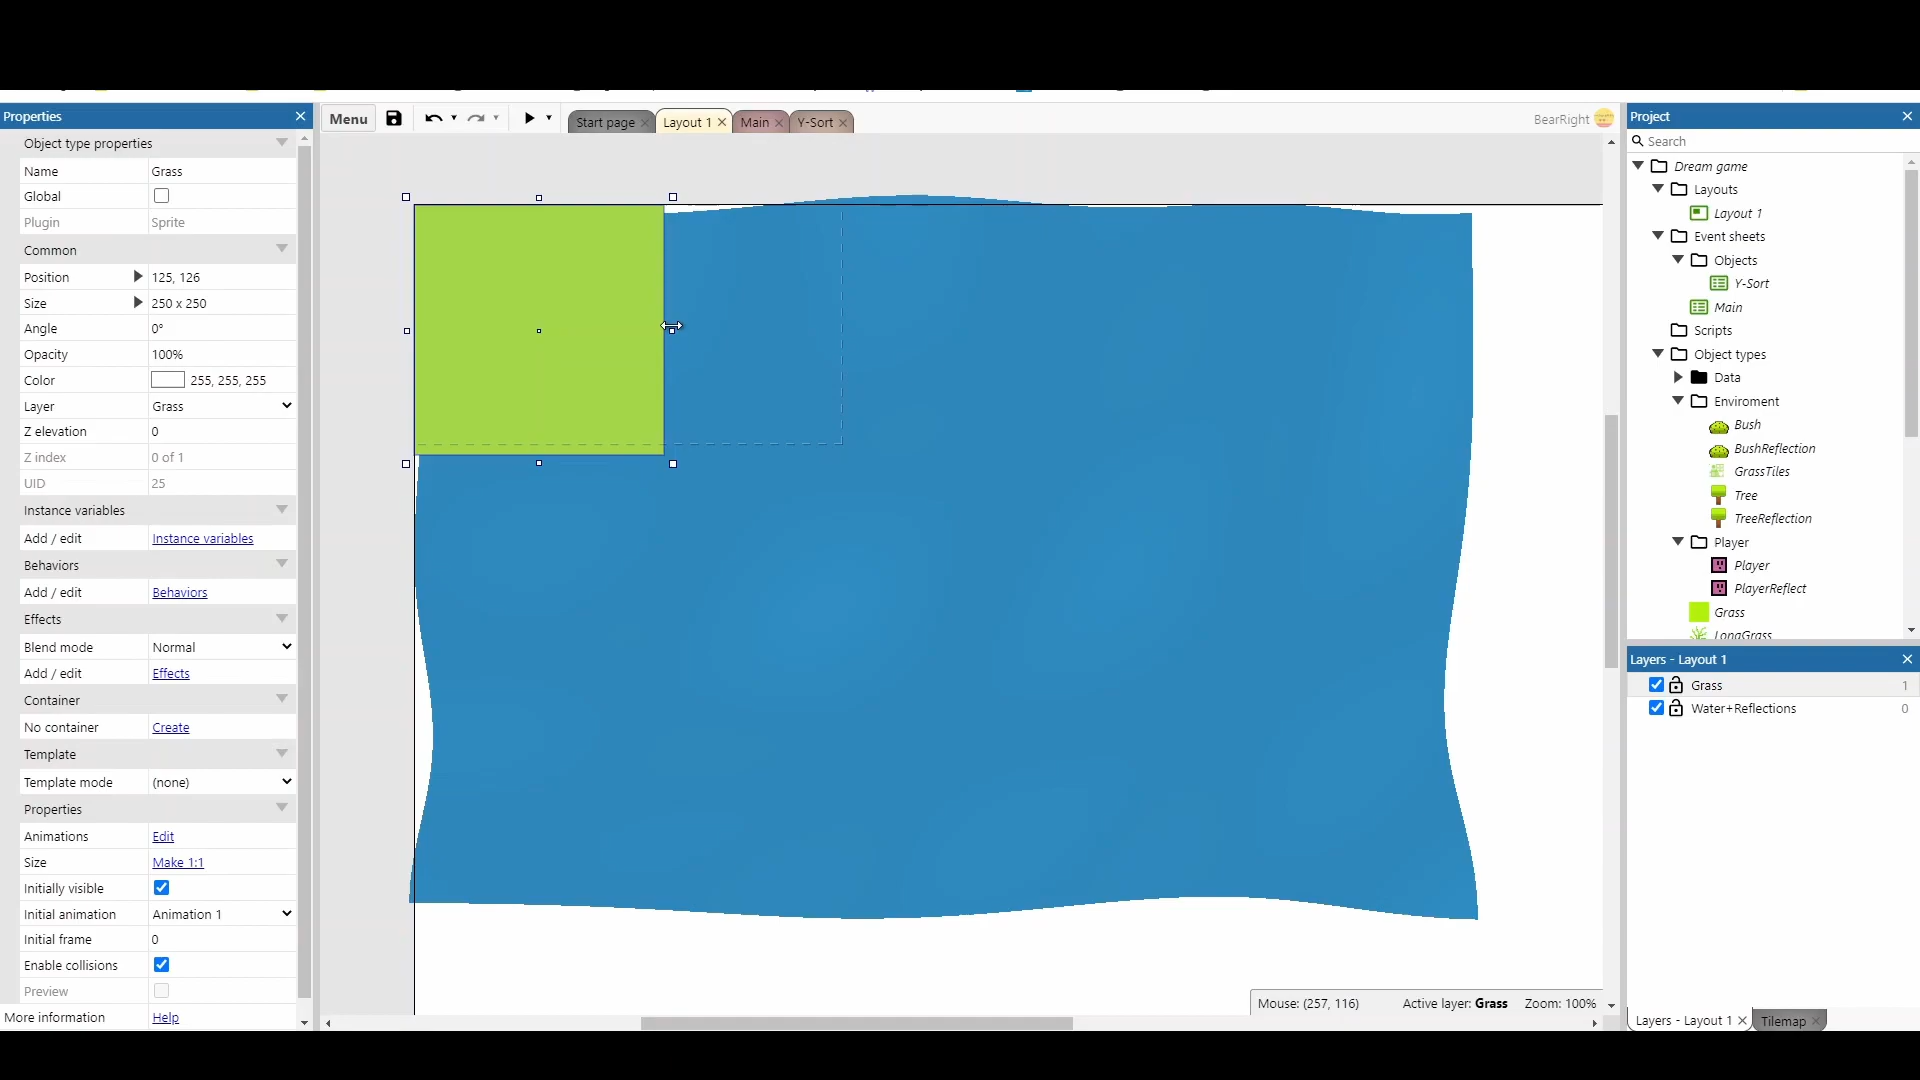 Properties
Object type properties
Name Grass
Global
Plugin Sprite
Common
Position 125, 126
Size 250 x 250
Angle 0°
Opacity 100%
Color 255, 255, 255
Layer Grass
Z elevation 0
Z index 0 of 1
UID 25
Instance variables
Add / edit Instance variables
Behaviors
Add / edit Behaviors
Effects
Blend mode Normal
Add / edit Effects
Container
No container Create
Template
Template mode (none)
Properties
Animations Edit
Size Make 1:1
Initially visible
Initial animation Animation 1
Initial frame 0
Enable collisions
Preview
More information Help
Menu
Start page
Layout 1
Main
Y-Sort
BearRight
Mouse: (257, 116) Active layer: Grass Zoom: 100%
Project
Search
Dream game
Layouts
Layout 1
Event sheets
Objects
Y-Sort
Main
Scripts
Object types
Data
Enviroment
Bush
BushReflection
GrassTiles
Tree
TreeReflection
Player
Player
PlayerReflect
Grass
LongGrass
Layers - Layout 1
Grass 1
Water+Reflections 0
Layers - Layout 1
Tilemap